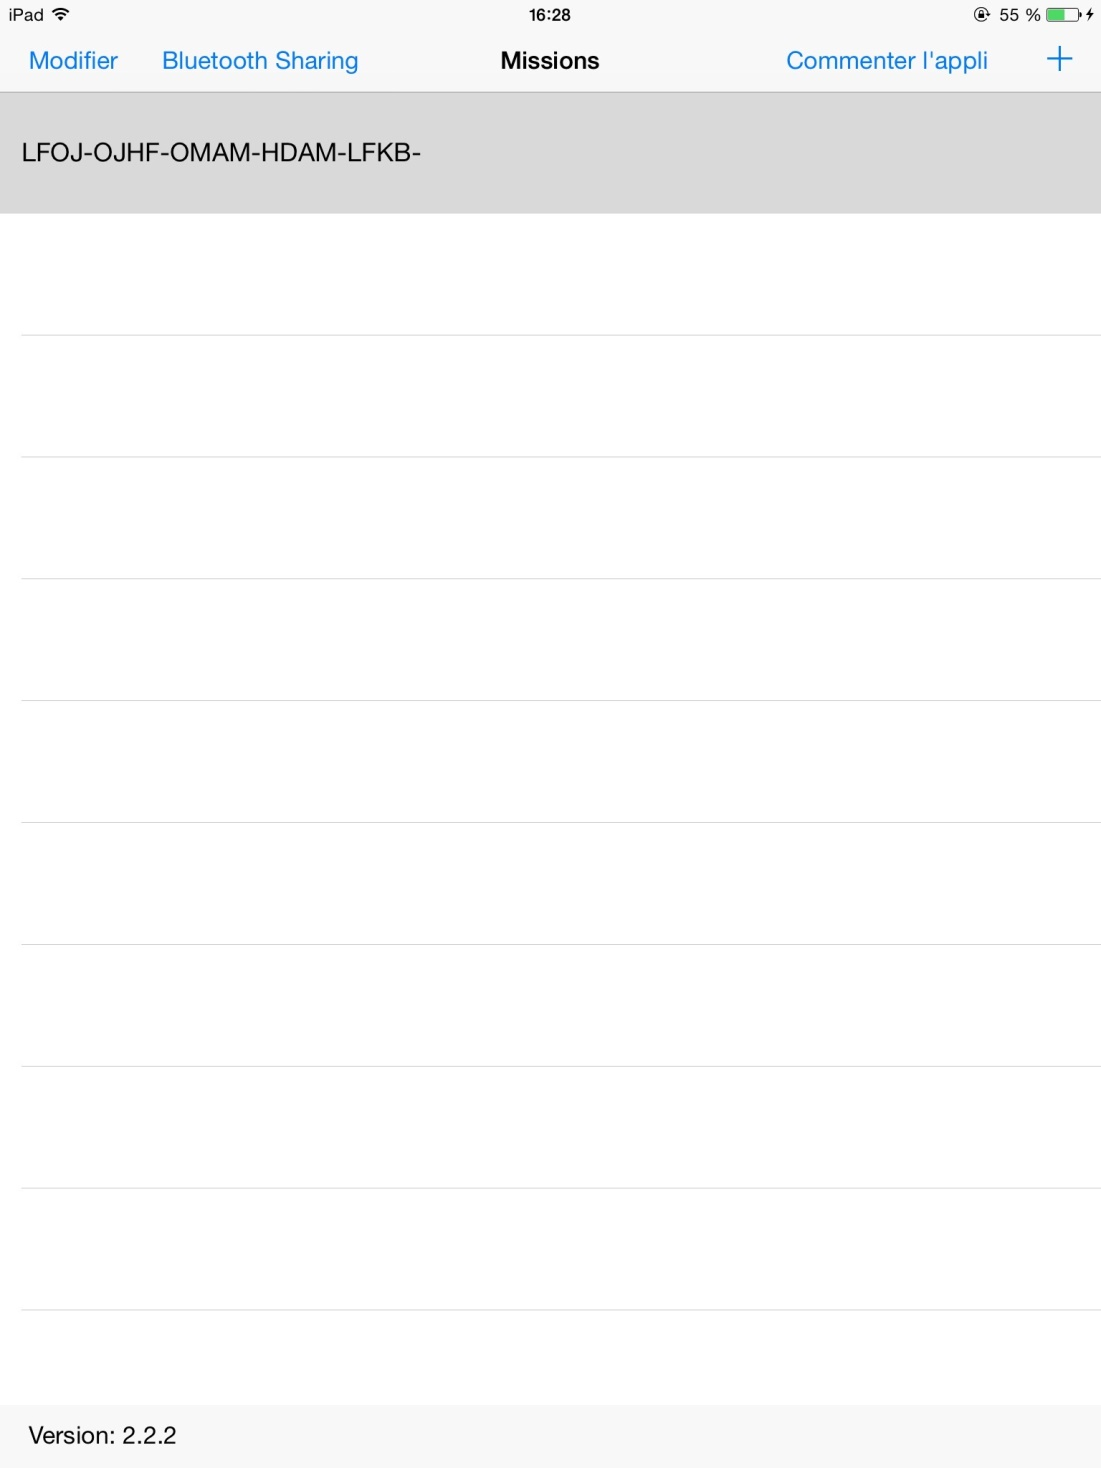 iPad 16:28 55 %
Modifier Bluetooth Sharing Missions Commenter l'appli +
LFOJ-OJHF-OMAM-HDAM-LFKB-
Version: 2.2.2